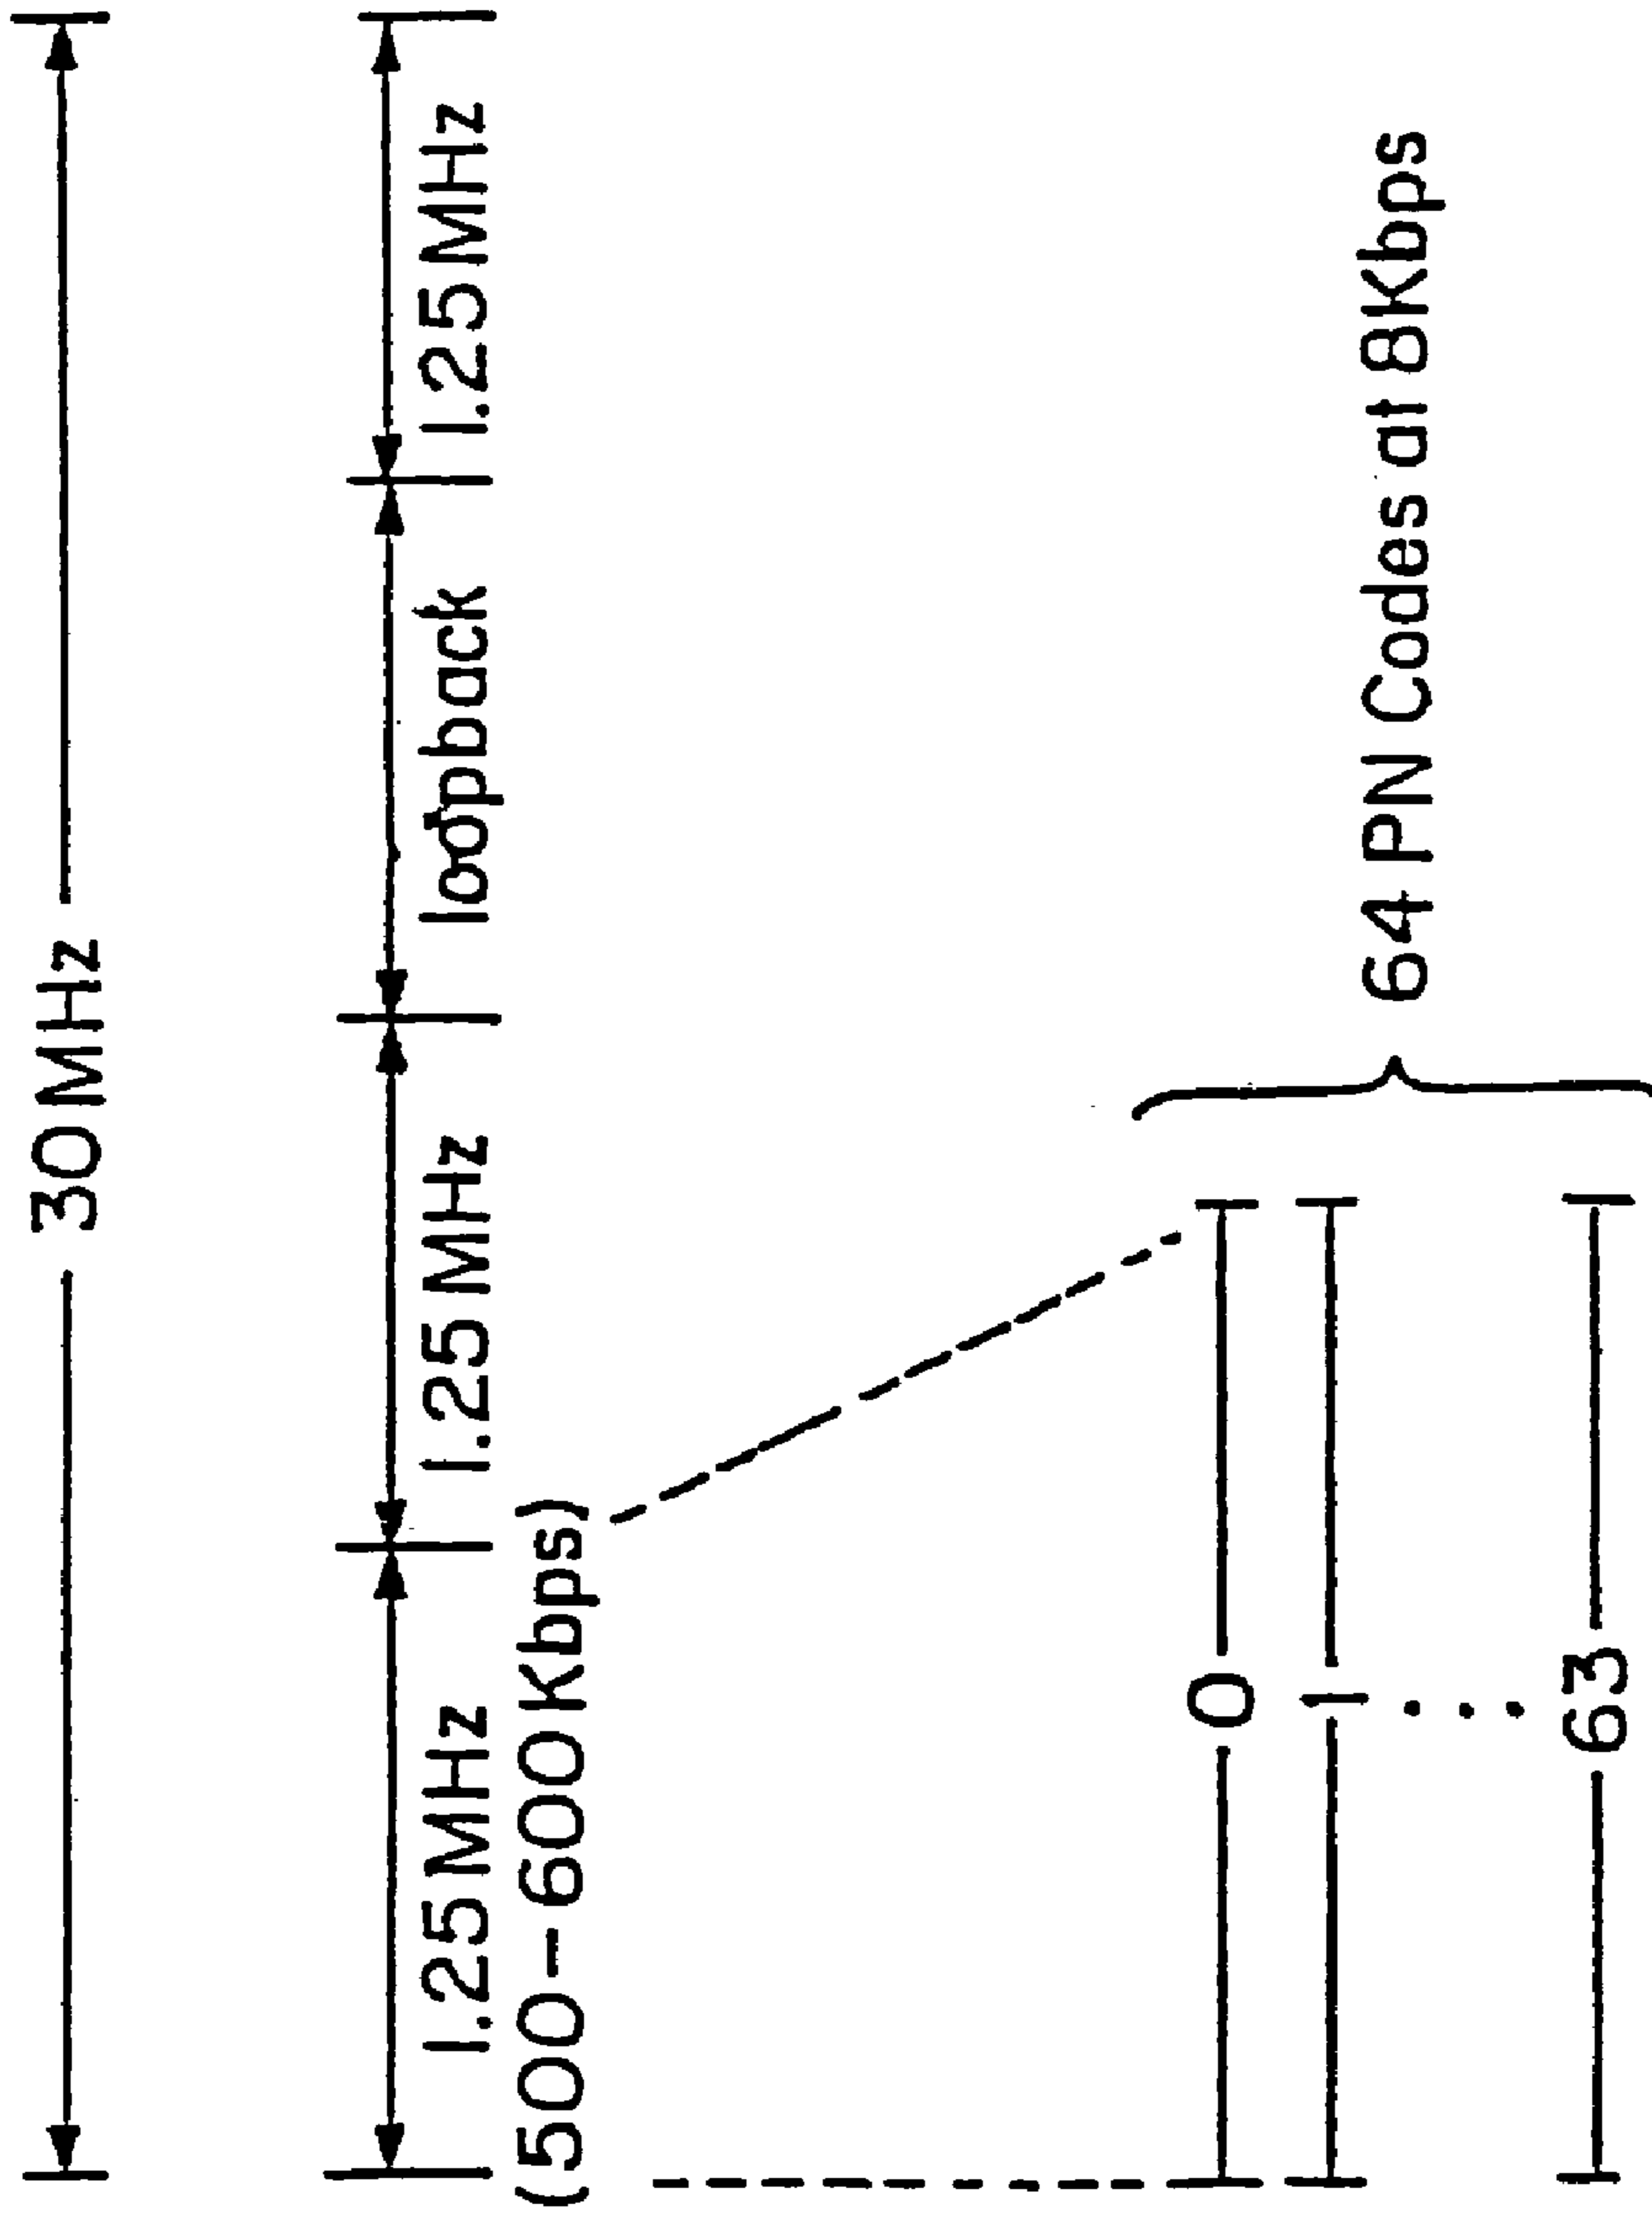 30 MHz
1.25 MHz
1.25 MHz
loopback
1.25 MHz
(500-600 Kbps)
0
1
63
64 PN Codes at 8Kbps